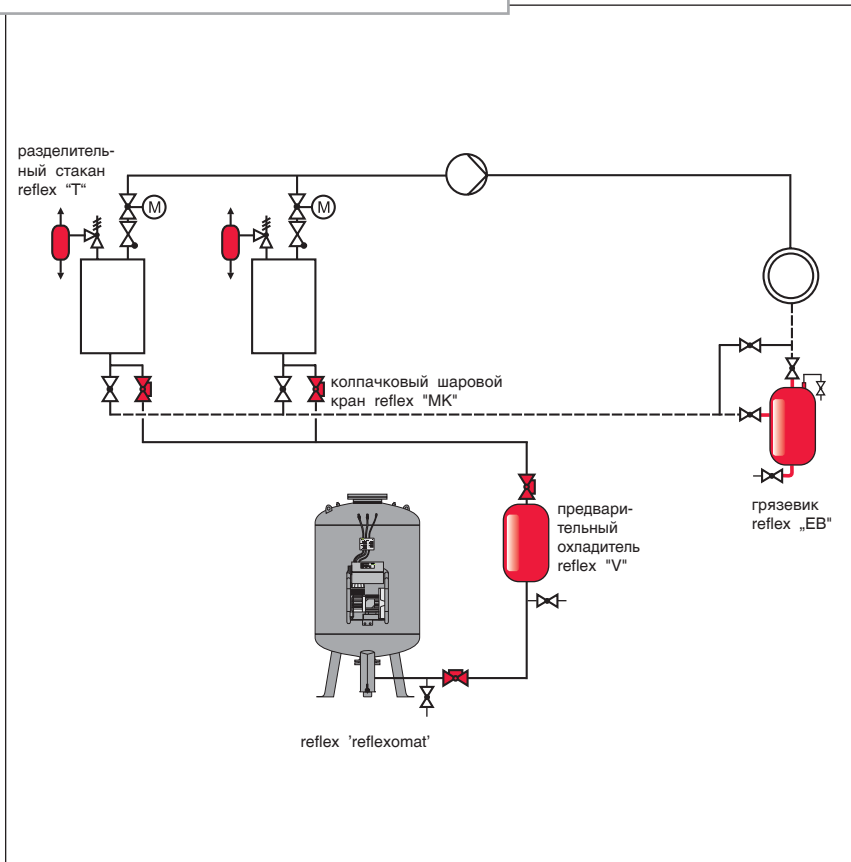 разделитель-
ный стакан
reflex “T“
M
M
колпачковый шаровой
кран reflex "MK"
предвари-
тельный
охладитель
reflex "V"
грязевик
reflex „EB"
reflex ’reflexomat’